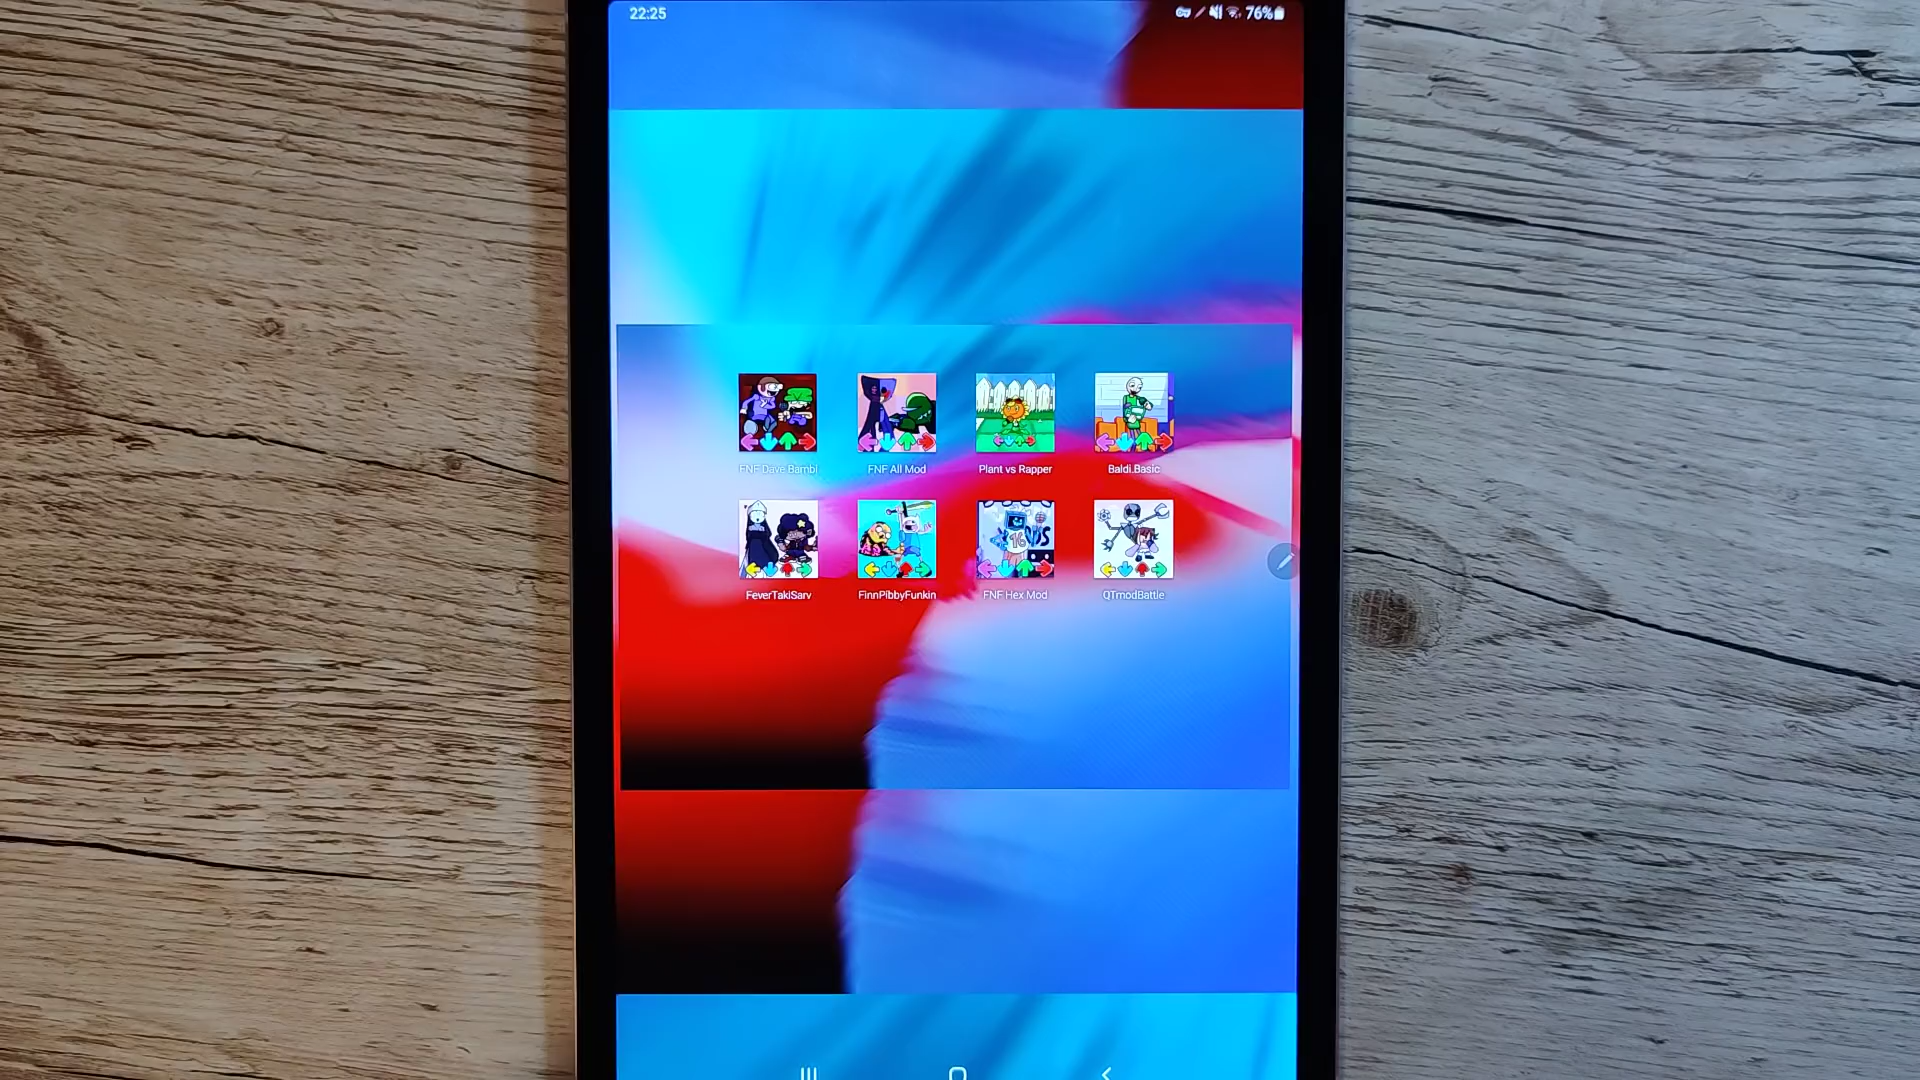 22:25 76%
FNF Dave Bambi FNF All Mod Plant vs Rapper Baldi.Basic
16
FeverTakiSarv FinnPibbyFunkin FNF Hex Mod QTmodBattle